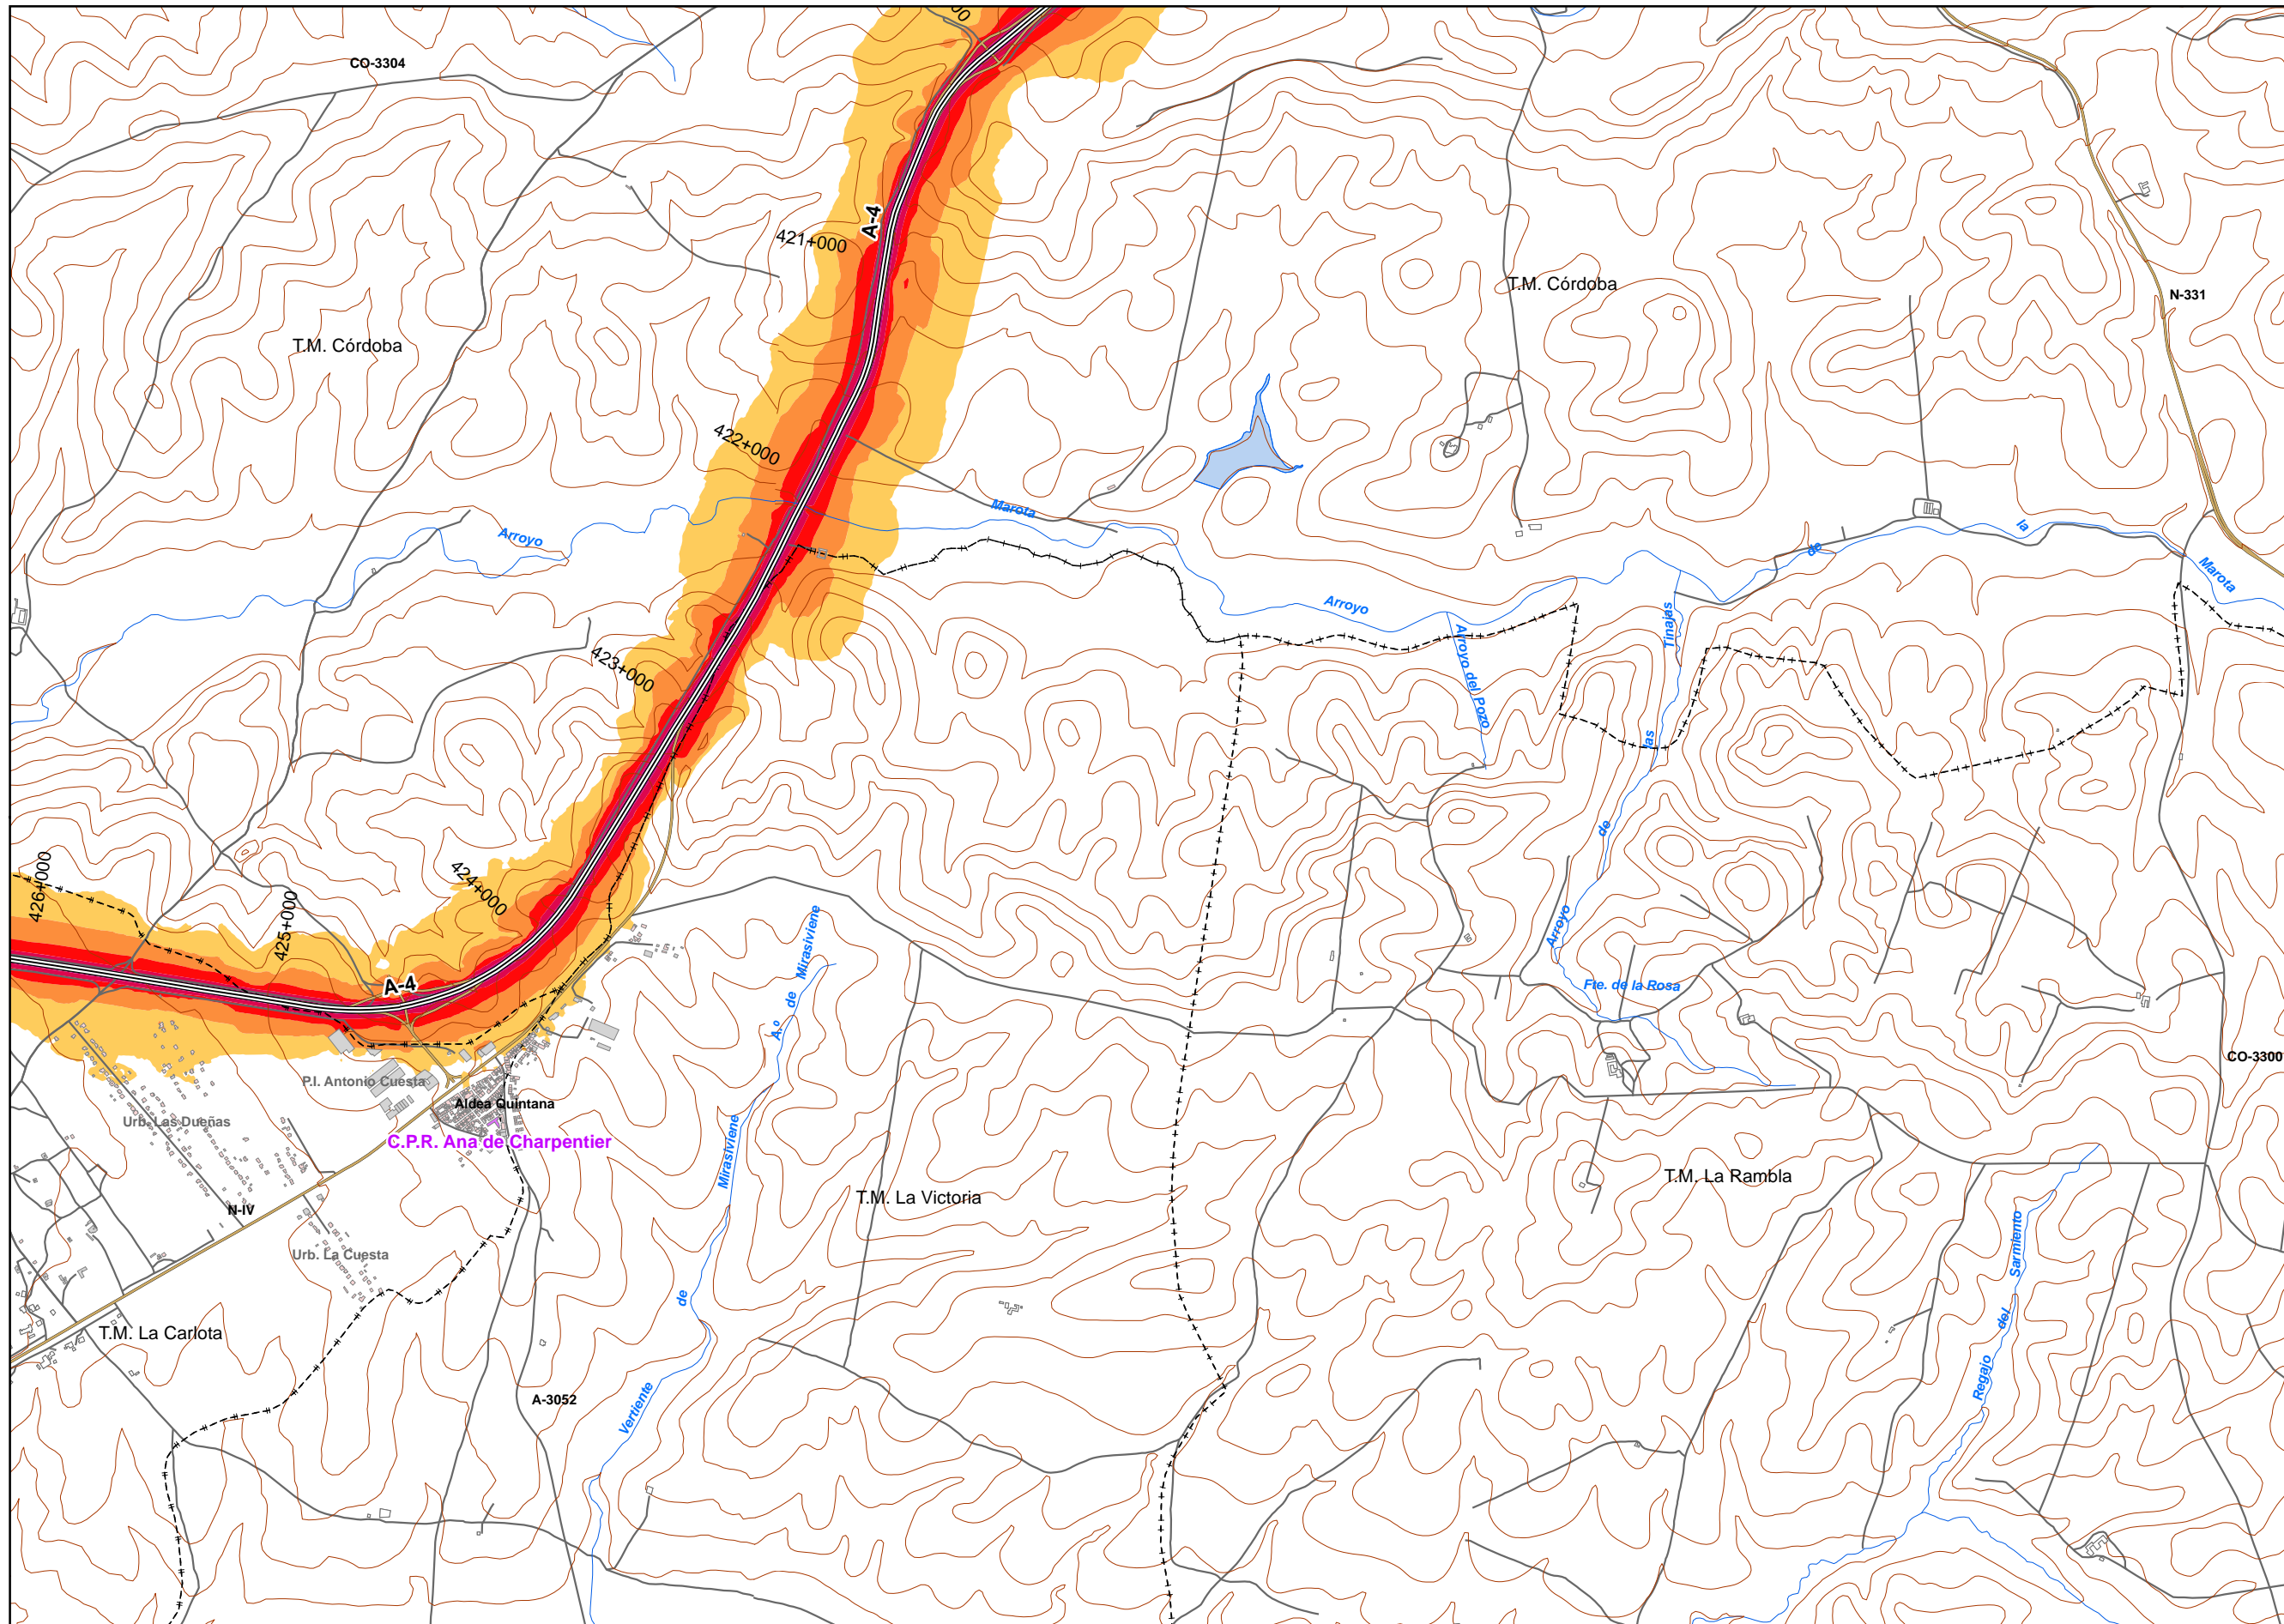 00
CO-3304
A-4
421+000
T.M. Córdoba
N-331
T.M. Córdoba
422+000
Marota
Arroyo
de
la
Marota
Arroyo
Tinajas
Arroyo del Pozo
423+000
las
de
424+000
426+000
425+000
Mirasiviene
de
A.º
Arroyo
A-4
Fte. de la Rosa
CO-3300
P.I. Antonio Cuesta
Aldea Quintana
Urb. Las Dueñas
C.P.R. Ana de Charpentier
Mirasiviene
T.M. La Rambla
T.M. La Victoria
N-IV
Sarmiento
Urb. La Cuesta
de
del
T.M. La Carlota
Regajo
A-3052
Vertiente